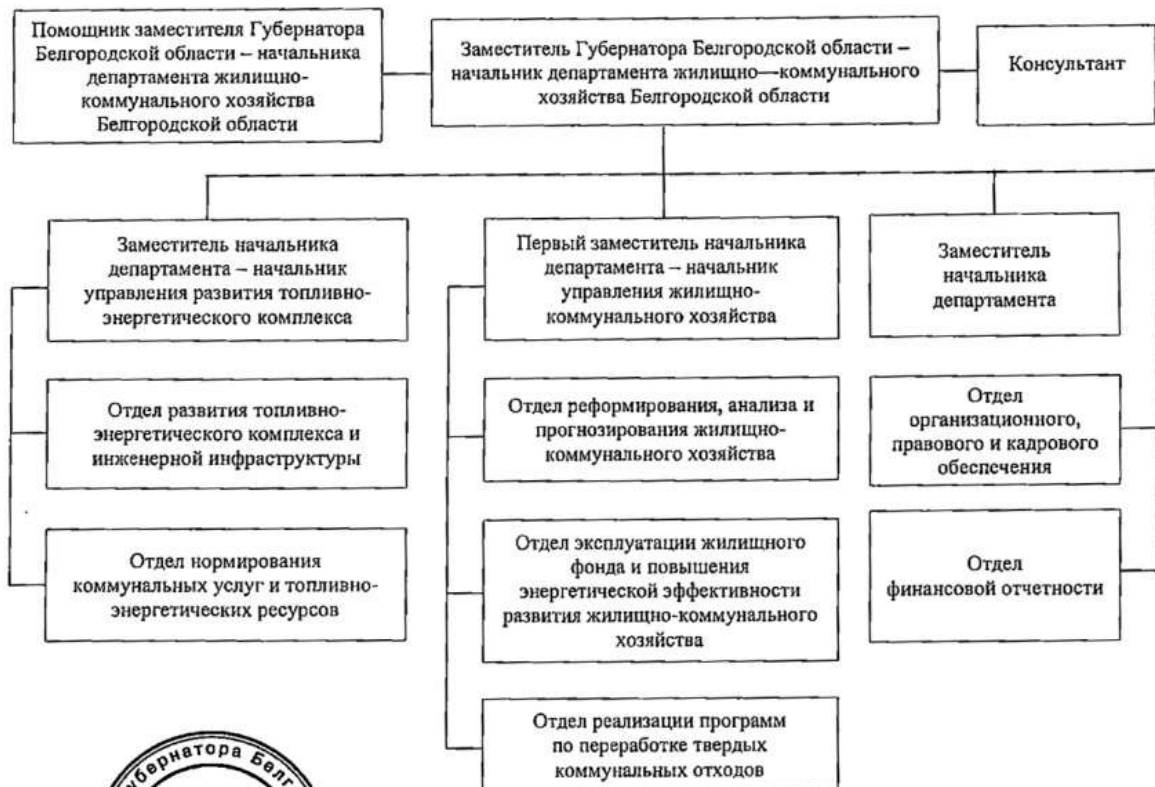 Помощник заместителя Губернатора
Белгородской области – начальника
департамента жилищно-
коммунального хозяйства
Белгородской области
Заместитель Губернатора Белгородской области –
начальник департамента жилищно—коммунального
хозяйства Белгородской области
Консультант
Заместитель начальника
департамента – начальник
управления развития топливно-
энергетического комплекса
Первый заместитель начальника
департамента – начальник
управления жилищно-
коммунального хозяйства
Заместитель
начальника
департамента
Отдел развития топливно-
энергетического комплекса и
инженерной инфраструктуры
Отдел реформирования, анализа и
прогнозирования жилищно-
коммунального хозяйства
Отдел
организационного,
правового и кадрового
обеспечения
Отдел нормирования
коммунальных услуг и топливно-
энергетических ресурсов
Отдел эксплуатации жилищного
фонда и повышения
энергетической эффективности
развития жилищно-коммунального
хозяйства
Отдел
финансовой отчетности
Отдел реализации программ
по переработке твердых
коммунальных отходов
убернатора Белг